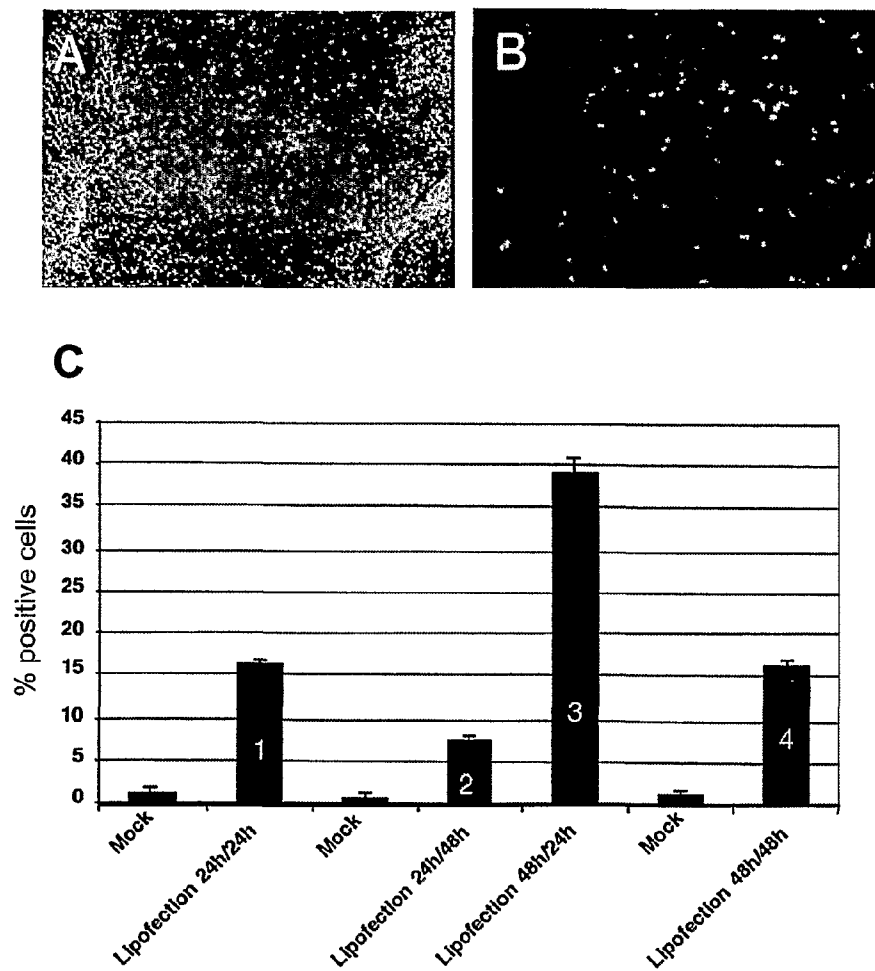 A
B
C
% positive cells
45
40
35
30
25
20
15
10
5
0
1
2
3
4
Mock
Lipofection 24h/24h
Mock
Lipofection 24h/48h
Lipofection 48h/24h
Mock
Lipofection 48h/48h